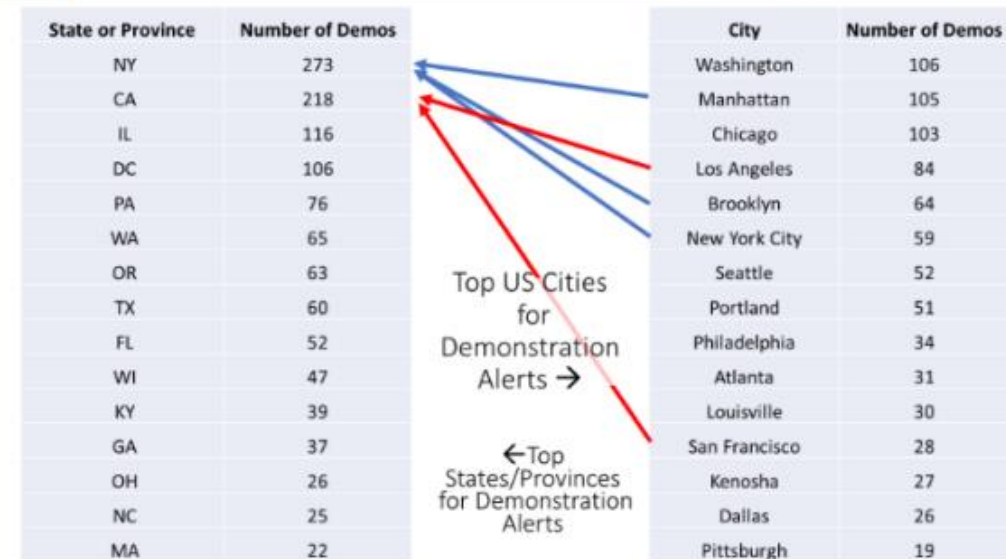 State or Province Number of Demos
NY 273
CA 218
IL 116
DC 106
PA 76
WA 65
OR 63
TX 60
FL 52
WI 47
KY 39
GA 37
OH 26
NC 25
MA 22
Top US Cities
for
Demonstration
Alerts →
←Top
States/Provinces
for Demonstration
Alerts
City Number of Demos
Washington 106
Manhattan 105
Chicago 103
Los Angeles 84
Brooklyn 64
New York City 59
Seattle 52
Portland 51
Philadelphia 34
Atlanta 31
Louisville 30
San Francisco 28
Kenosha 27
Dallas 26
Pittsburgh 19